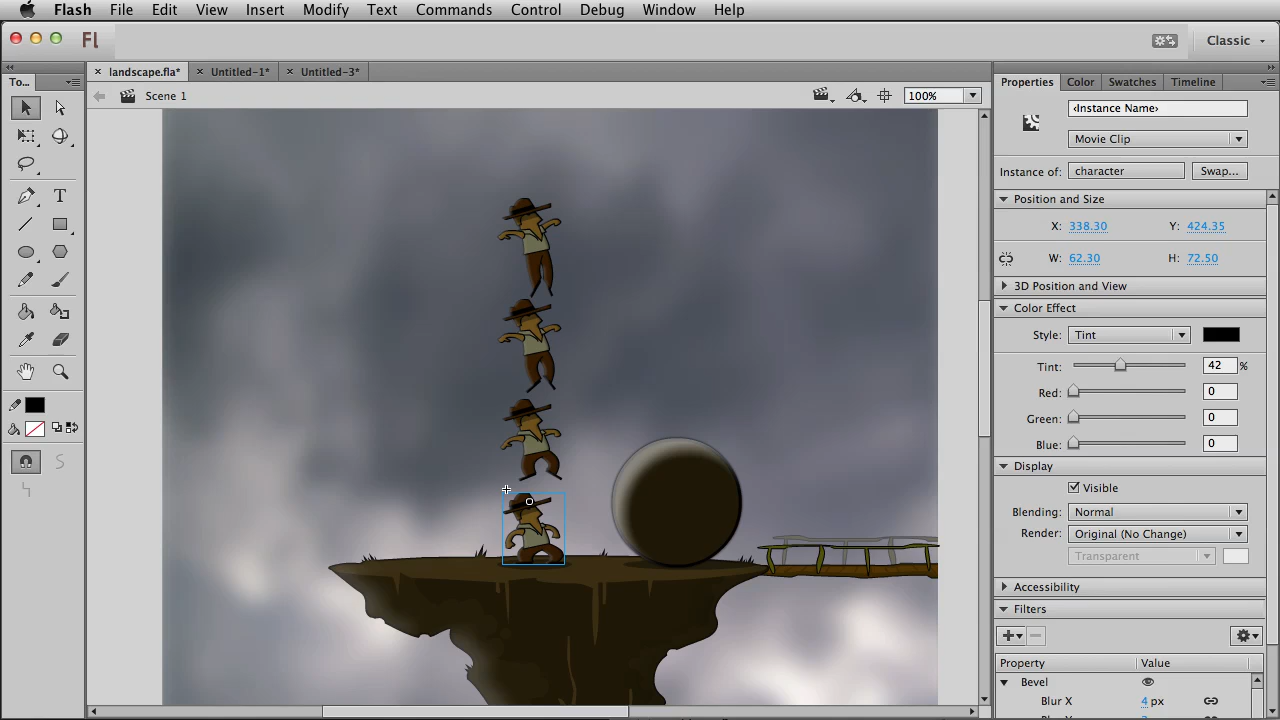 Flash File Edit View Insert Modify Text Commands Control Debug Window Help
Fl Classic
To... × landscape.fla* × Untitled-1* × Untitled-3* Properties Color Swatches Timeline
Scene 1 100%
‹Instance Name›
Movie Clip
Instance of: character Swap...
Position and Size
X: 338.30 Y: 424.35
W: 62.30 H: 72.50
3D Position and View
Color Effect
Style: Tint
Tint: 42 %
Red: 0
Green: 0
Blue: 0
Display
Visible
Blending: Normal
Render: Original (No Change)
Transparent
Accessibility
Filters
Property Value
Bevel
Blur X 4 px